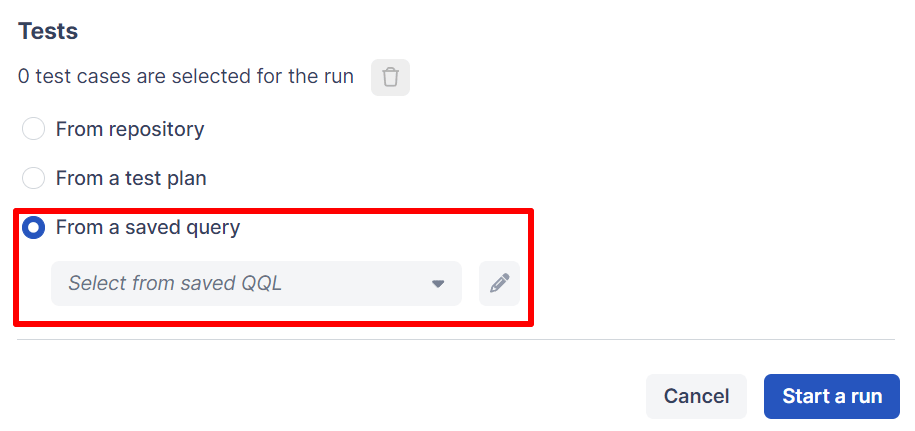 Tests
0 test cases are selected for the run
From repository
From a test plan
From a saved query
Select from saved QQL
Cancel
Start a run